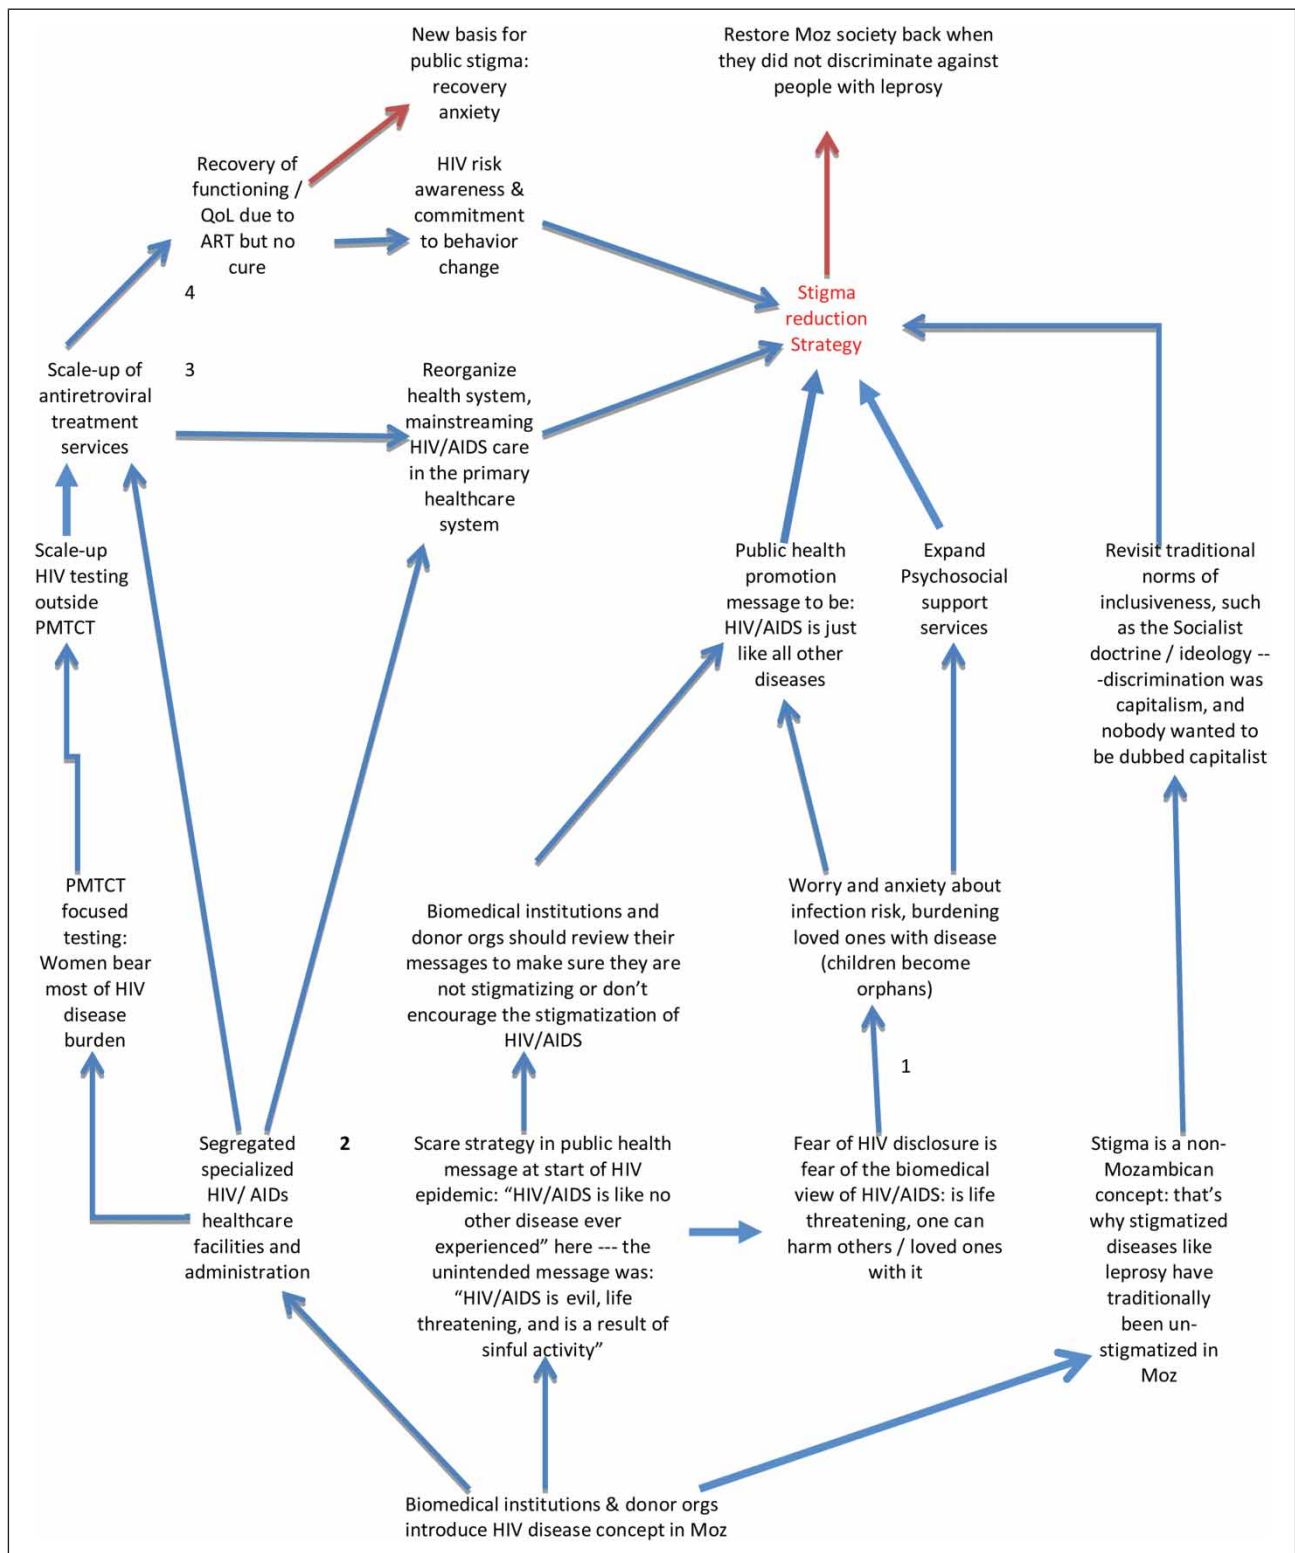 New basis for
public stigma:
recovery
anxiety
Restore Moz society back when
they did not discriminate against
people with leprosy
Recovery of
functioning /
QoL due to
ART but no
cure
HIV risk
awareness &
commitment
to behavior
change
4
Stigma
reduction
Strategy
Scale-up of
antiretroviral
treatment
services
3
Reorganize
health system,
mainstreaming
HIV/AIDS care
in the primary
healthcare
system
Scale-up
HIV testing
outside
PMTCT
Public health
promotion
message to be:
HIV/AIDS is just
like all other
diseases
Expand
Psychosocial
support
services
Revisit traditional
norms of
inclusiveness, such
as the Socialist
doctrine / ideology --
-discrimination was
capitalism, and
nobody wanted to
be dubbed capitalist
PMTCT
focused
testing:
Women bear
most of HIV
disease
burden
Biomedical institutions and
donor orgs should review their
messages to make sure they are
not stigmatizing or don’t
encourage the stigmatization of
HIV/AIDS
Worry and anxiety about
infection risk, burdening
loved ones with disease
(children become
orphans)
1
Segregated
specialized
HIV/ AIDs
healthcare
facilities and
administration
2
Scare strategy in public health
message at start of HIV
epidemic: “HIV/AIDS is like no
other disease ever
experienced” here --- the
unintended message was:
“HIV/AIDS is evil, life
threatening, and is a result of
sinful activity”
Fear of HIV disclosure is
fear of the biomedical
view of HIV/AIDS: is life
threatening, one can
harm others / loved ones
with it
Stigma is a non-
Mozambican
concept: that’s
why stigmatized
diseases like
leprosy have
traditionally
been un-
stigmatized in
Moz
Biomedical institutions & donor orgs
introduce HIV disease concept in Moz